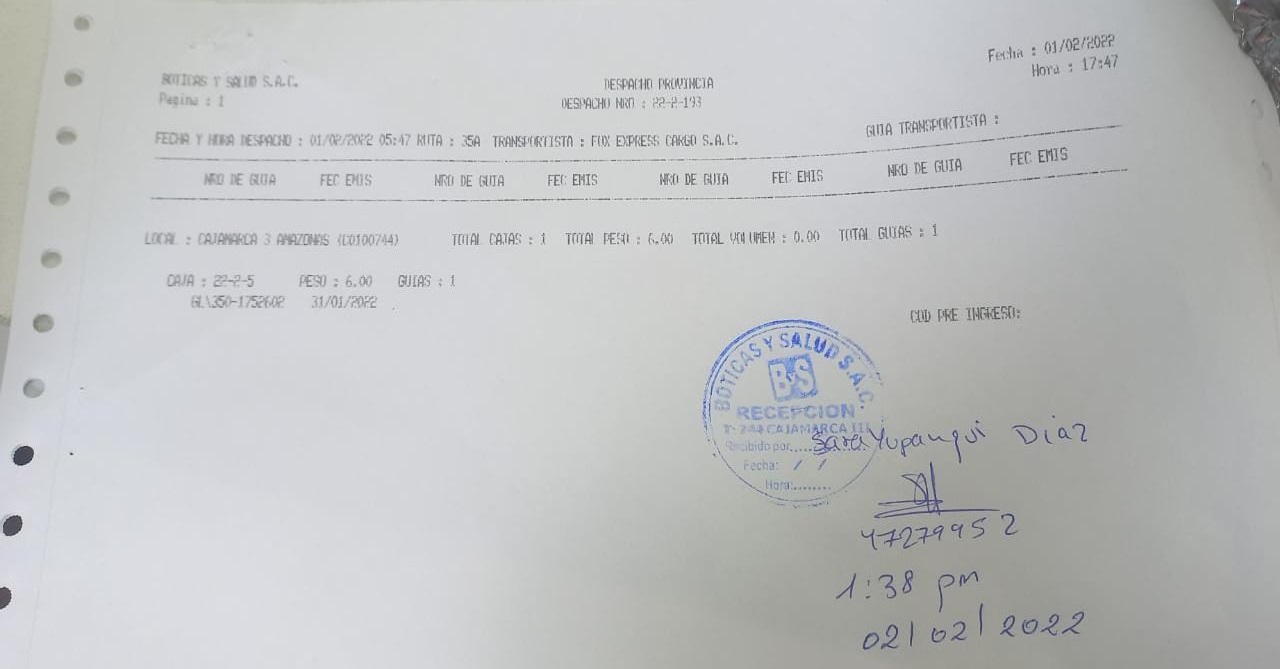 Fecha : 01/02/2022
Hora : 17:47
BOTICAS Y SALUD S.A.C.
Pagina : 1
DESPACHO PROVINCIA
DESPACHO NRO : 22-2-193
FECHA Y HORA DESPACHO : 01/02/2022 05:47 RUTA : 35A TRANSPORTISTA : FOX EXPRESS CARGO S.A.C. GUIA TRANSPORTISTA :
NRO DE GUIA FEC EMIS NRO DE GUIA FEC EMIS NRO DE GUIA FEC EMIS NRO DE GUIA FEC EMIS
LOCAL : CAJAMARCA 3 AMAZONAS (C0100744) TOTAL CAJAS : 1 TOTAL PESO : 6.00 TOTAL VOLUMEN : 0.00 TOTAL GUIAS : 1
CAJA : 22-2-5 PESO : 6.00 GUIAS : 1
GL\350-1752602 31/01/2022
COD PRE INGRESO:
BOTICAS Y SALUD S.A.C.
B&S
RECEPCION
T-244 CAJAMARCA III
Recibido por..... Sara Yupanqui Diaz
Fecha: / /
Hora:........
47279952
1:38 pm
02/02/2022